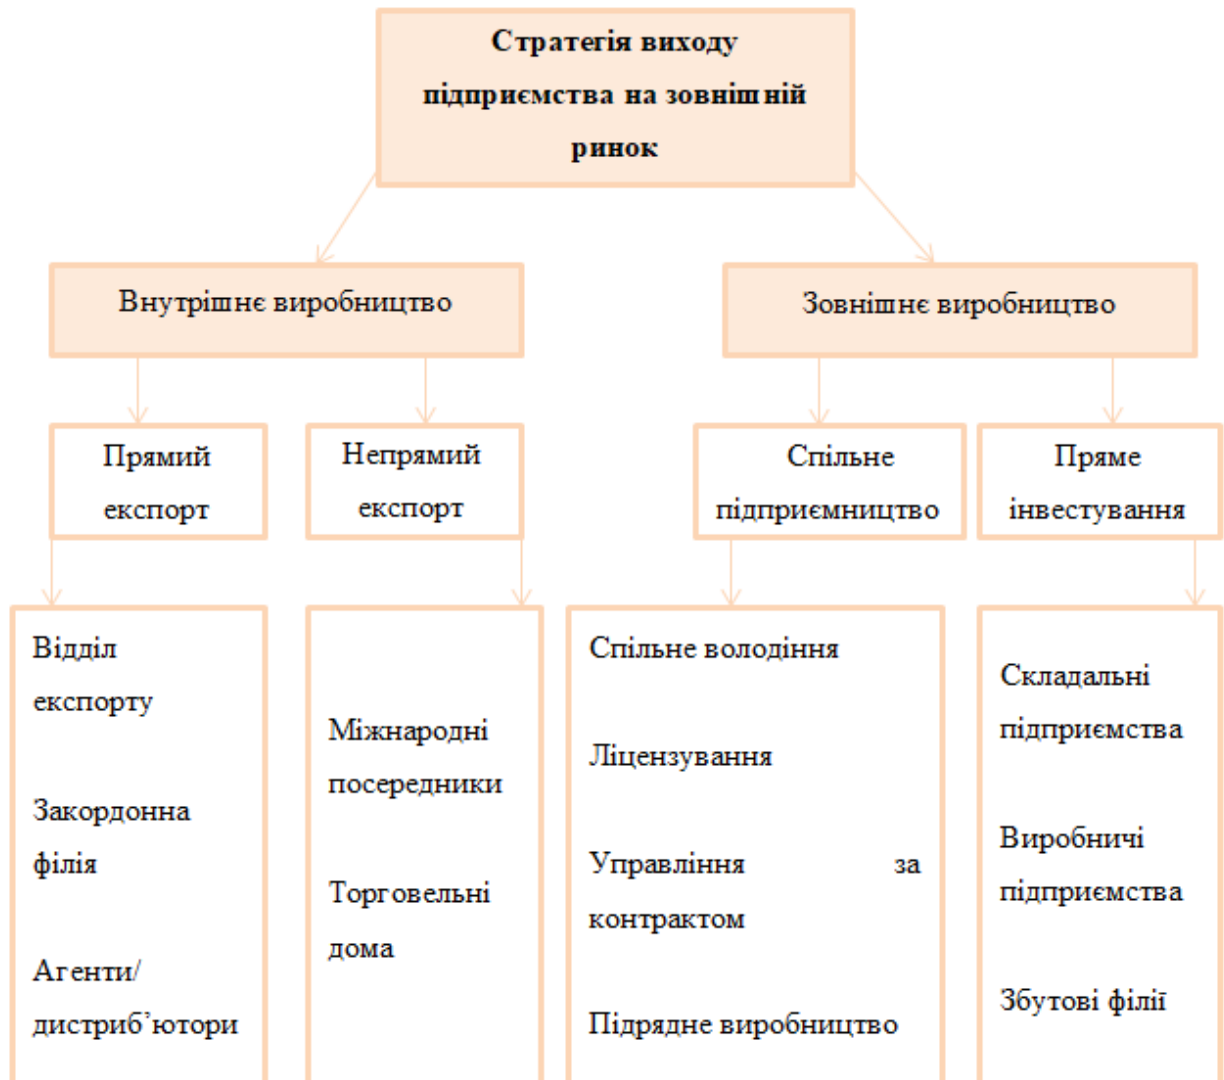 Стратегія виходу
підприємства на зовнішній
ринок
Внутрішнє виробництво
Зовнішнє виробництво
Прямий
експорт
Непрямий
експорт
Спільне
підприємництво
Пряме
інвестування
Відділ
експорту
Закордонна
філія
Агенти/
дистриб’ютори
Міжнародні
посередники
Торговельні
дома
Спільне володіння
Ліцензування
Управління за
контрактом
Підрядне виробництво
Складальні
підприємства
Виробничі
підприємства
Збутові філії